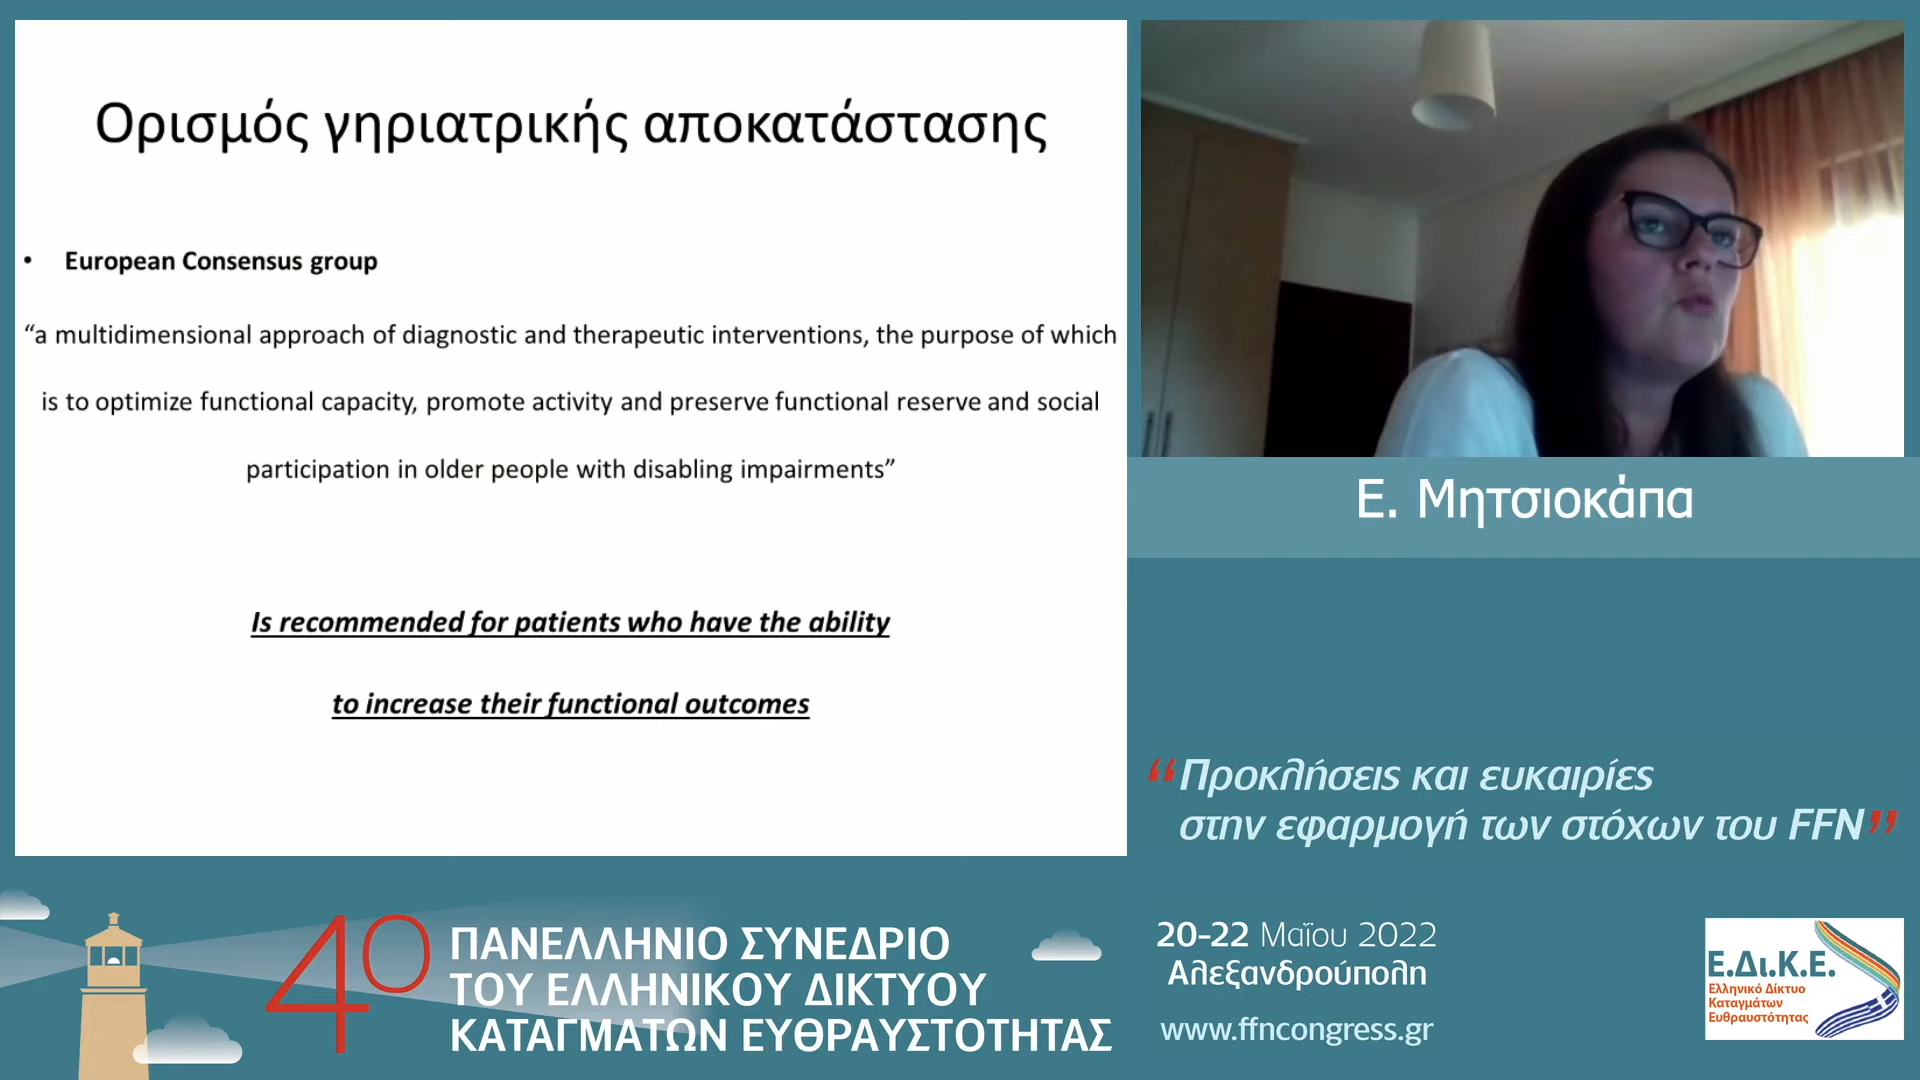 Ορισμός γηριατρικής αποκατάστασης
• European Consensus group
“a multidimensional approach of diagnostic and therapeutic interventions, the purpose of which
is to optimize functional capacity, promote activity and preserve functional reserve and social
participation in older people with disabling impairments”
Is recommended for patients who have the ability
to increase their functional outcomes
Ε. Μητσιοκάπα
“Προκλήσεις και ευκαιρίες
στην εφαρμογή των στόχων του FFN”
4ο
ΠΑΝΕΛΛΗΝΙΟ ΣΥΝΕΔΡΙΟ
ΤΟΥ ΕΛΛΗΝΙΚΟΥ ΔΙΚΤΥΟΥ
ΚΑΤΑΓΜΑΤΩΝ ΕΥΘΡΑΥΣΤΟΤΗΤΑΣ
20-22 Μαΐου 2022
Αλεξανδρούπολη
www.ffncongress.gr
Ε.Δι.Κ.Ε.
Ελληνικό Δίκτυο
Καταγμάτων
Ευθραυστότητας